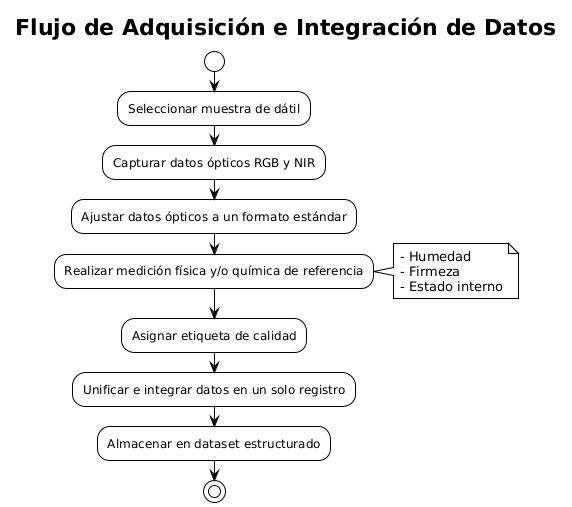 Flujo de Adquisición e Integración de Datos
Seleccionar muestra de dátil
Capturar datos ópticos RGB y NIR
Ajustar datos ópticos a un formato estándar
Realizar medición física y/o química de referencia
- Humedad
- Firmeza
- Estado interno
Asignar etiqueta de calidad
Unificar e integrar datos en un solo registro
Almacenar en dataset estructurado